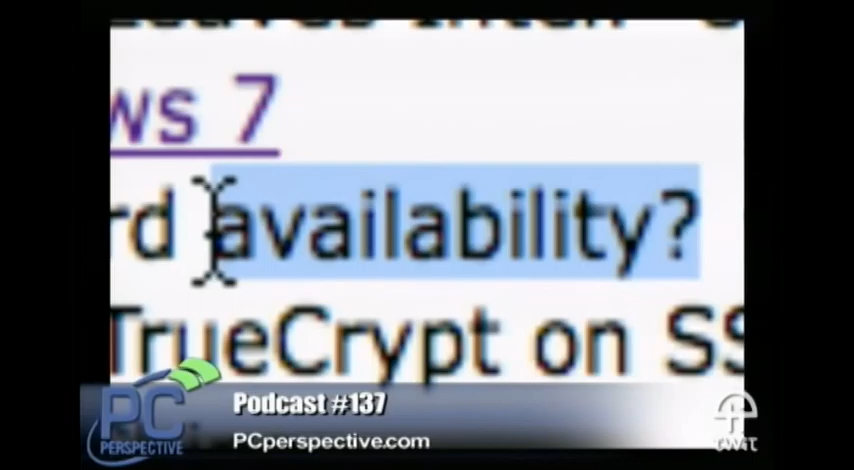 ws 7
rd availability?
TrueCrypt on SS
PC
PERSPECTIVE
Podcast #137
PCperspective.com
twit